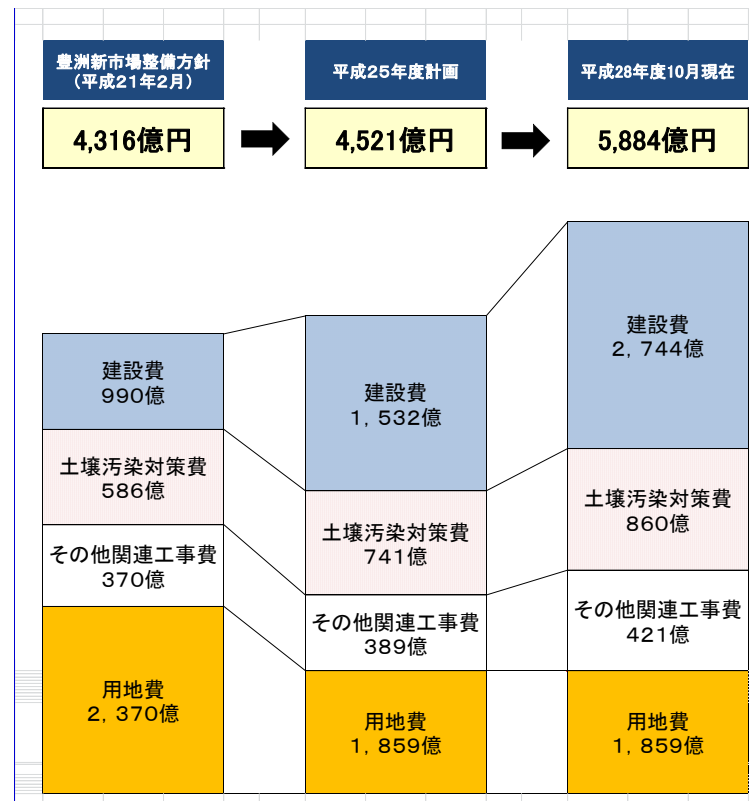 豊洲新市場整備方針
(平成21年2月)
4,316億円
平成25年度計画
4,521億円
平成28年度10月現在
5,884億円
建設費
990億
土壌汚染対策費
586億
その他関連工事費
370億
用地費
2,370億
建設費
1,532億
土壌汚染対策費
741億
その他関連工事費
389億
用地費
1,859億
建設費
2,744億
土壌汚染対策費
860億
その他関連工事費
421億
用地費
1,859億